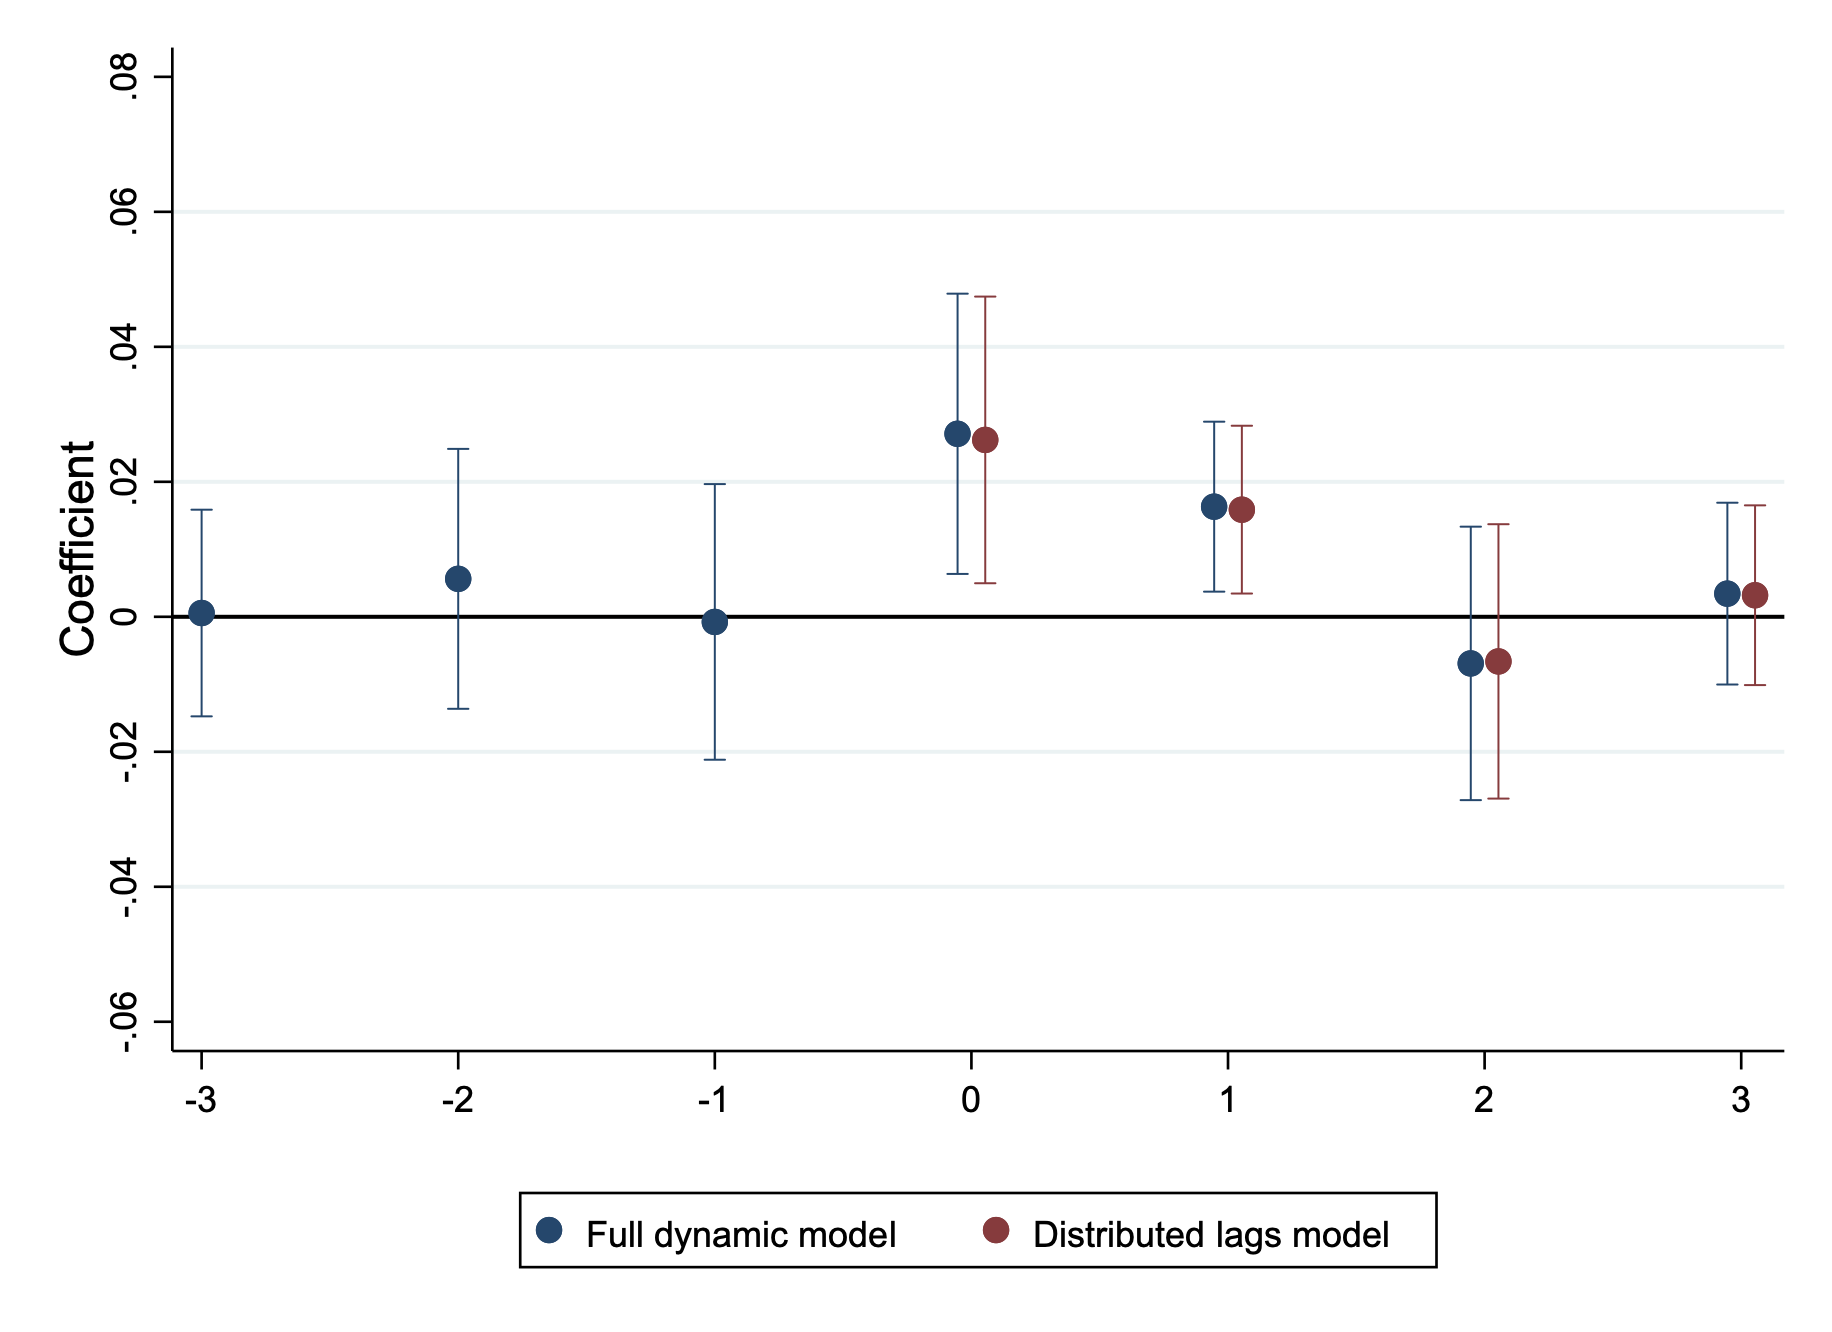 Coefficient
.08
.06
.04
.02
0
-.02
-.04
-.06
-3 -2 -1 0 1 2 3
Full dynamic model Distributed lags model